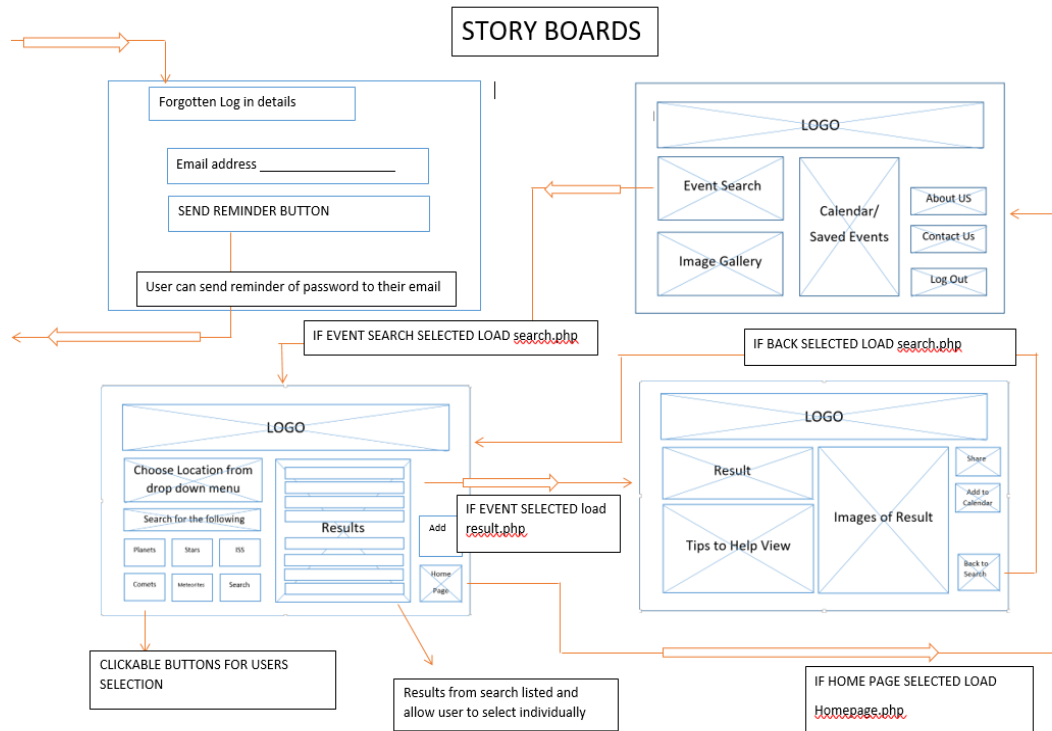 STORY BOARDS
Forgotten Log in details
Email address ____________________
SEND REMINDER BUTTON
User can send reminder of password to their email
LOGO
Event Search
Image Gallery
Calendar/
Saved Events
About US
Contact Us
Log Out
IF EVENT SEARCH SELECTED LOAD search.php
IF BACK SELECTED LOAD search.php
LOGO
Choose Location from
drop down menu
Search for the following
Planets
Stars
ISS
Comets
Meteorites
Search
Results
Add
Home
Page
IF EVENT SELECTED load
result.php
LOGO
Result
Tips to Help View
Images of Result
Share
Add to
Calendar
Back to
Search
CLICKABLE BUTTONS FOR USERS
SELECTION
Results from search listed and
allow user to select individually
IF HOME PAGE SELECTED LOAD
Homepage.php